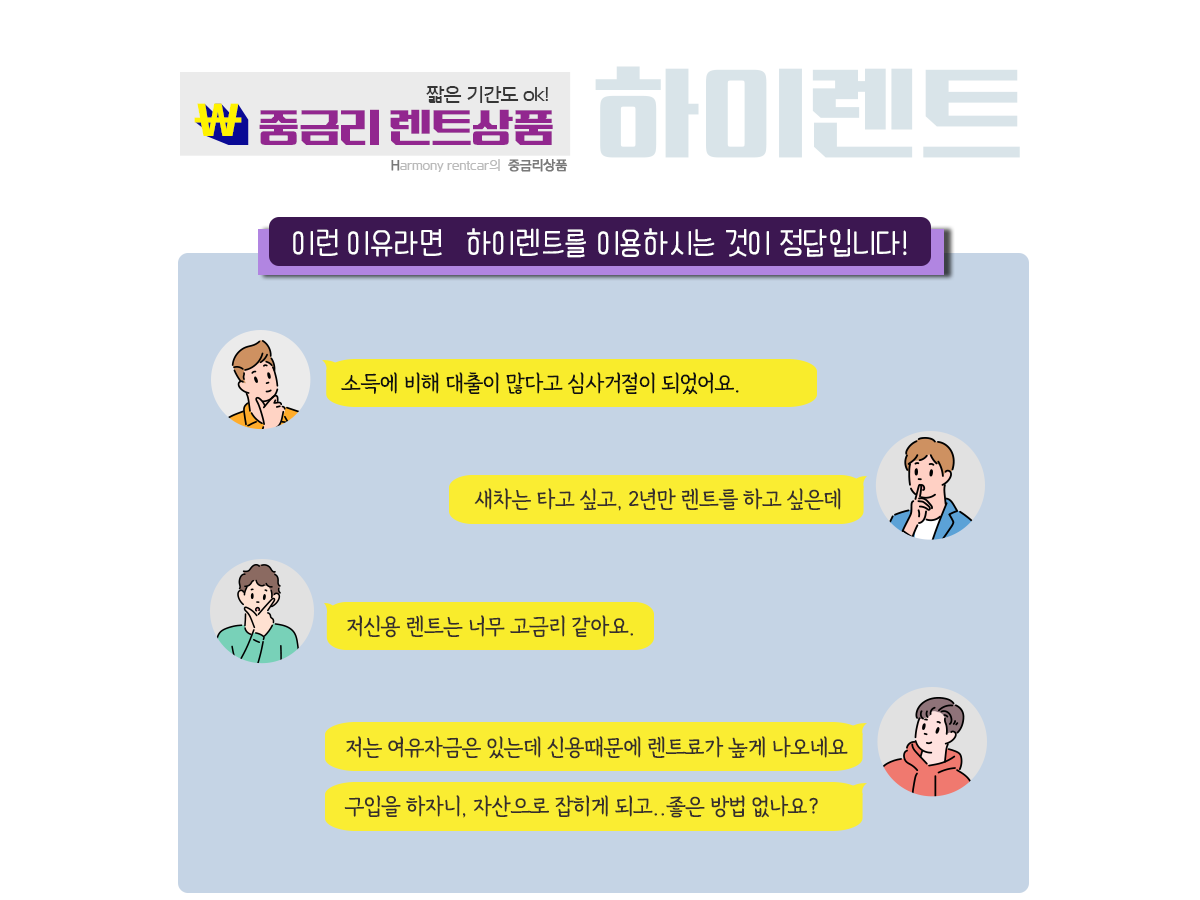 짧은 기간도 ok!
₩ 중금리 렌트상품
하이렌트
Harmony rentcar의 중금리상품
이런 이유라면 하이렌트를 이용하시는 것이 정답입니다!
소득에 비해 대출이 많다고 심사거절이 되었어요.
새차는 타고 싶고, 2년만 렌트를 하고 싶은데
저신용 렌트는 너무 고금리 같아요.
저는 여유자금은 있는데 신용때문에 렌트료가 높게 나오네요
구입을 하자니, 자산으로 잡히게 되고..좋은 방법 없나요?